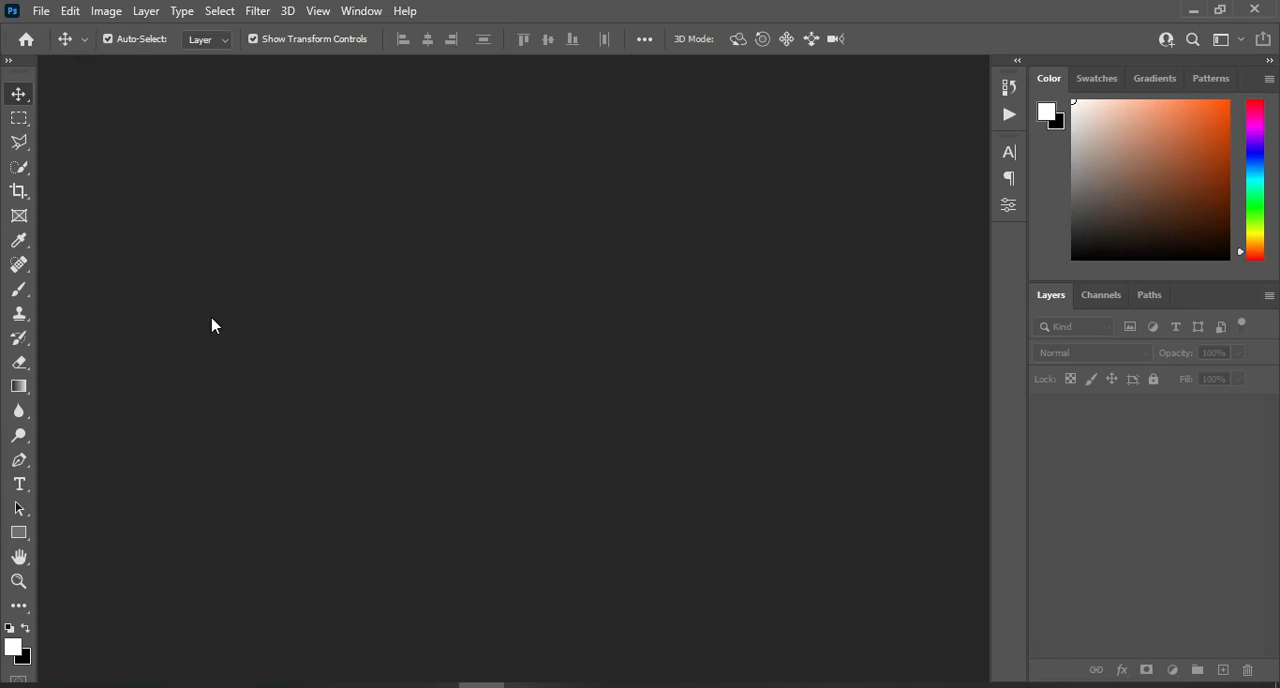 Ps File Edit Image Layer Type Select Filter 3D View Window Help
Auto-Select: Layer Show Transform Controls 3D Mode:
Color Swatches Gradients Patterns
Layers Channels Paths
Kind
Normal Opacity: 100%
Lock: Fill: 100%